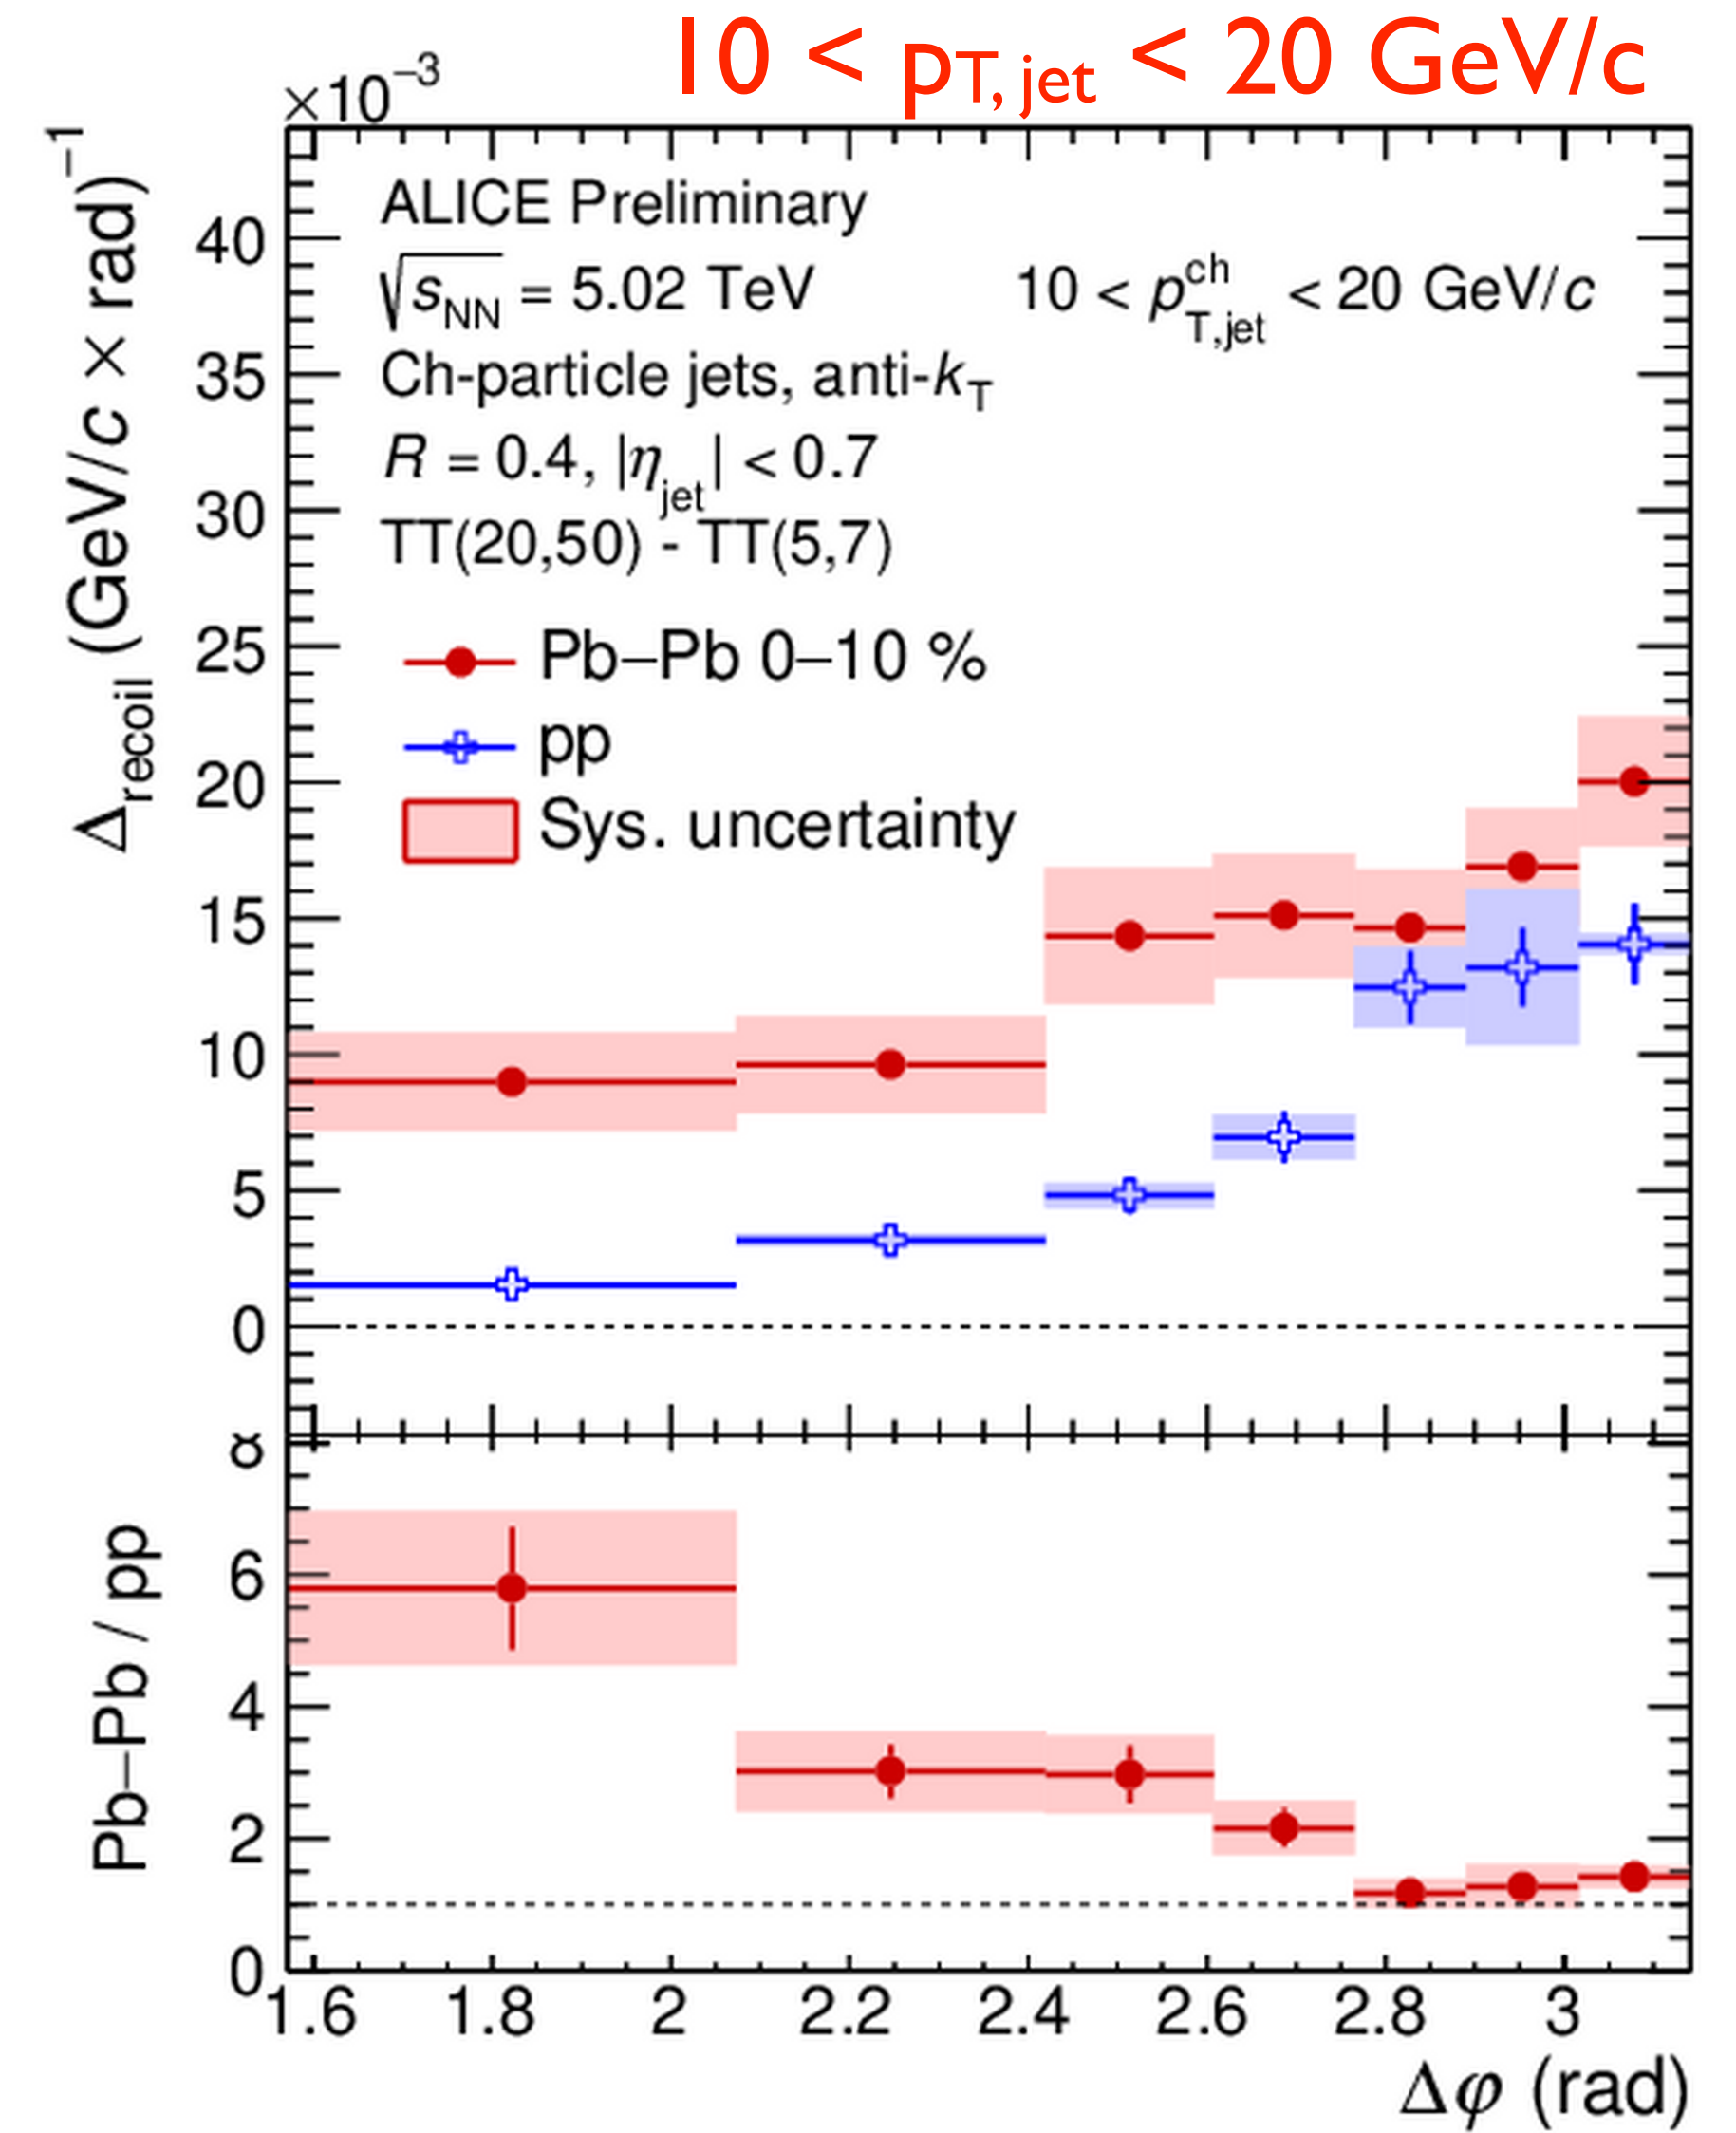 10 < pT, jet < 20 GeV/c
×10⁻³
Δrecoil (GeV/c × rad)⁻¹
ALICE Preliminary
√sNN = 5.02 TeV
10 < p^ch_T,jet < 20 GeV/c
Ch-particle jets, anti-kT
R = 0.4, |ηjet| < 0.7
TT(20,50) - TT(5,7)
Pb–Pb 0–10 %
pp
Sys. uncertainty
40
35
30
25
20
15
10
5
0
Pb–Pb / pp
8
6
4
2
0
1.6 1.8 2 2.2 2.4 2.6 2.8 3
Δφ (rad)